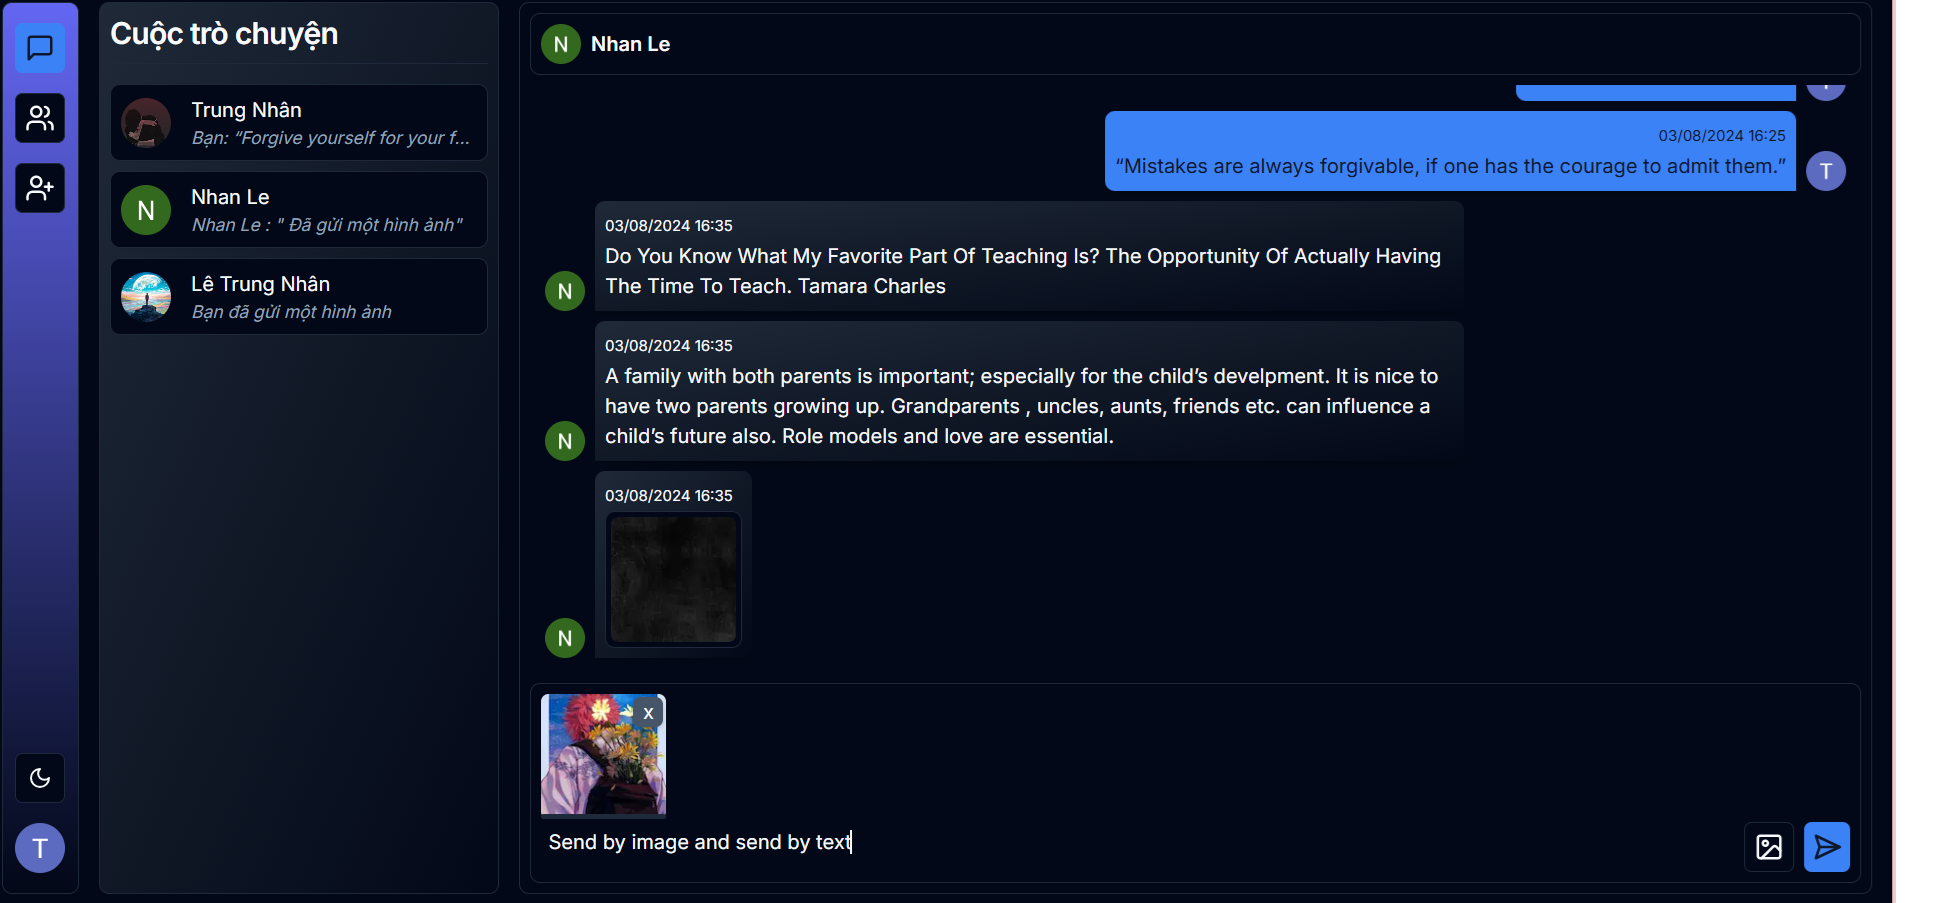 Cuộc trò chuyện
Trung Nhân
Bạn: “Forgive yourself for your f...
N
Nhan Le
Nhan Le : " Đã gửi một hình ảnh"
Lê Trung Nhân
Bạn đã gửi một hình ảnh
T
N
Nhan Le
03/08/2024 16:25
“Mistakes are always forgivable, if one has the courage to admit them.”
T
03/08/2024 16:35
Do You Know What My Favorite Part Of Teaching Is? The Opportunity Of Actually Having
The Time To Teach. Tamara Charles
N
03/08/2024 16:35
A family with both parents is important; especially for the child’s develpment. It is nice to
have two parents growing up. Grandparents , uncles, aunts, friends etc. can influence a
child’s future also. Role models and love are essential.
N
03/08/2024 16:35
N
X
Send by image and send by text